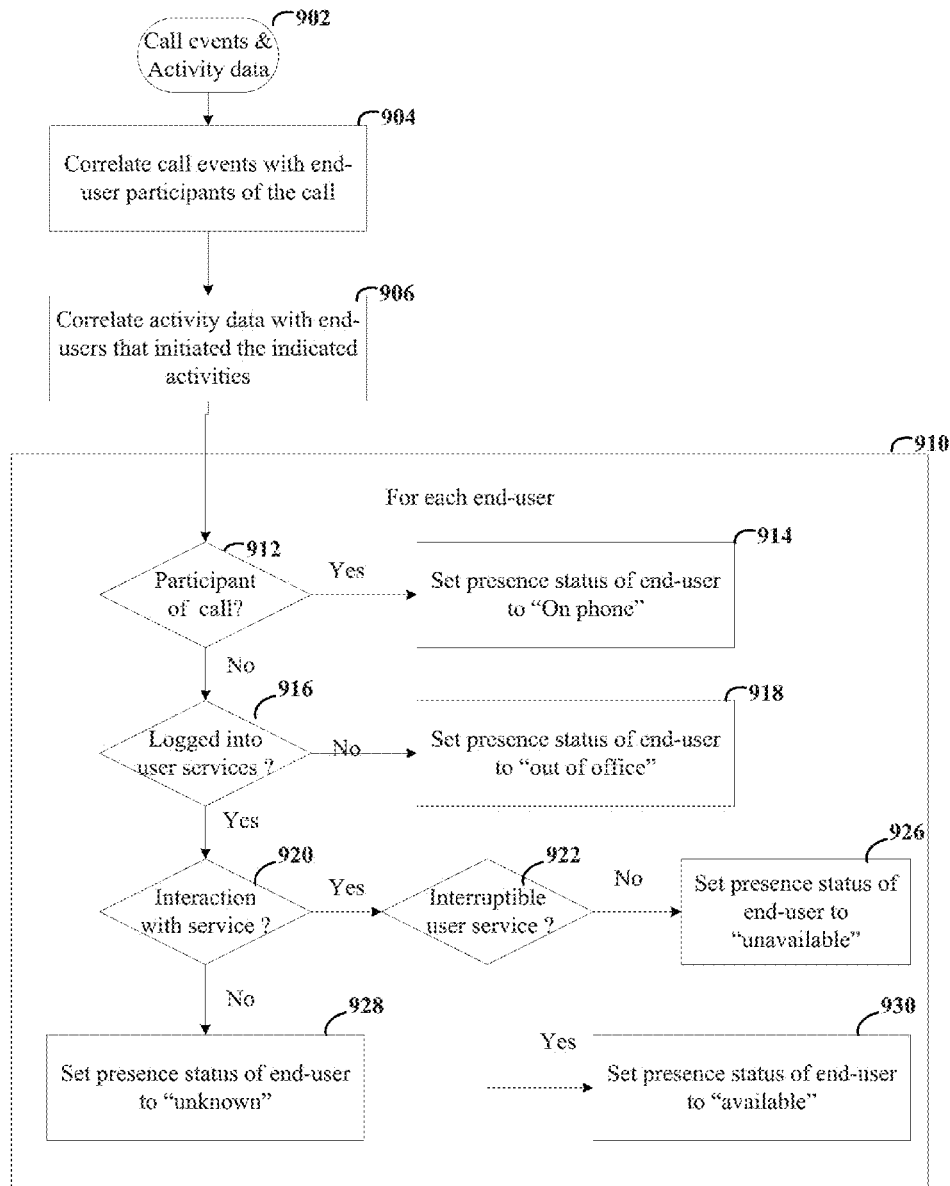 902
Call events &
Activity data
904
Correlate call events with end-
user participants of the call
906
Correlate activity data with end-
users that initiated the indicated
activities
910
For each end-user
912
Participant
of call?
Yes
914
Set presence status of end-user
to “On phone”
No
916
Logged into
user services ?
No
918
Set presence status of end-user
to “out of office”
Yes
920
Interaction
with service ?
Yes
922
Interruptible
user service ?
No
926
Set presence status of
end-user to
“unavailable”
No
928
Set presence status of end-user
to “unknown”
Yes
930
Set presence status of end-user
to “available”